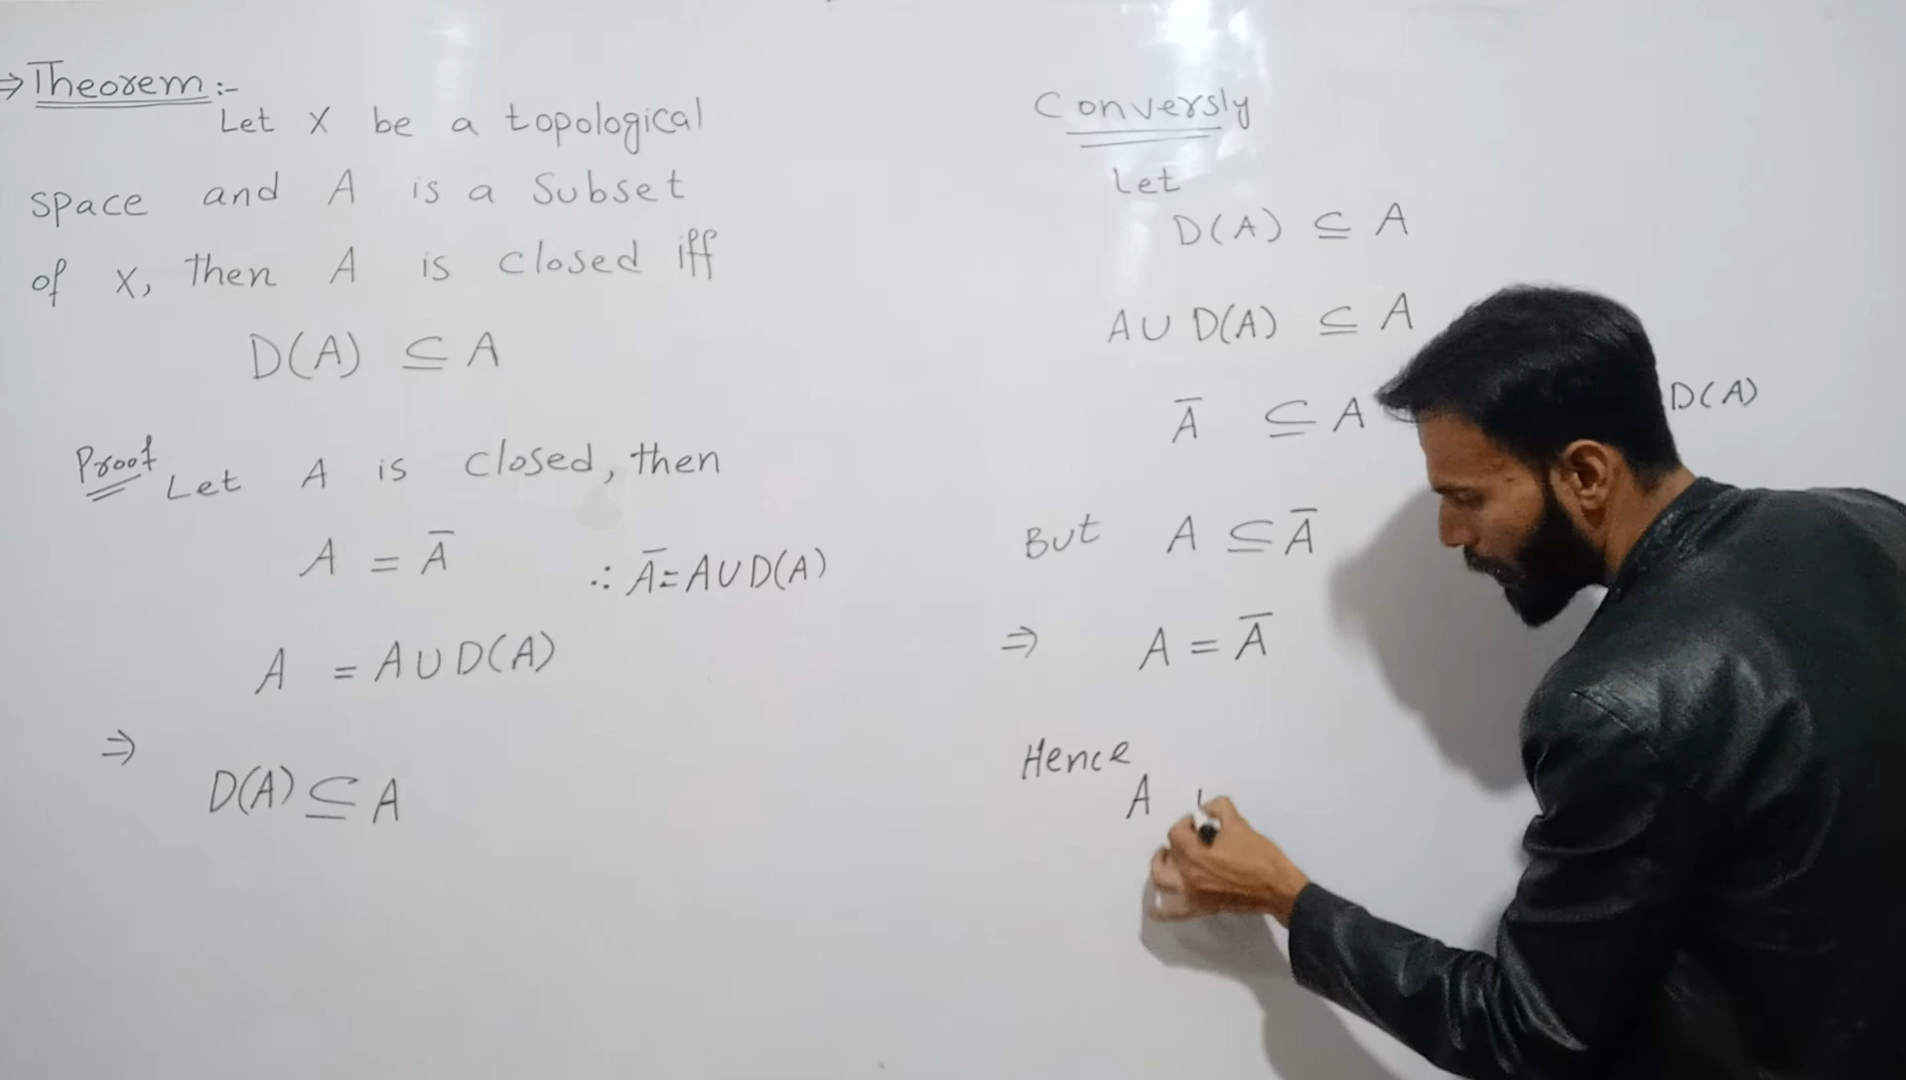 ⇒ Theorem :-
Let X be a topological
space and A is a Subset
of X, then A is closed iff
D(A) ⊆ A
Proof Let A is closed, then
A = A̅ ∴ A̅ = A∪D(A)
A = A∪D(A)
⇒
D(A) ⊆ A
Conversly
Let
D(A) ⊆ A
A∪D(A) ⊆ A
A̅ ⊆ A D(A)
But A ⊆ A̅
⇒ A = A̅
Hence
A